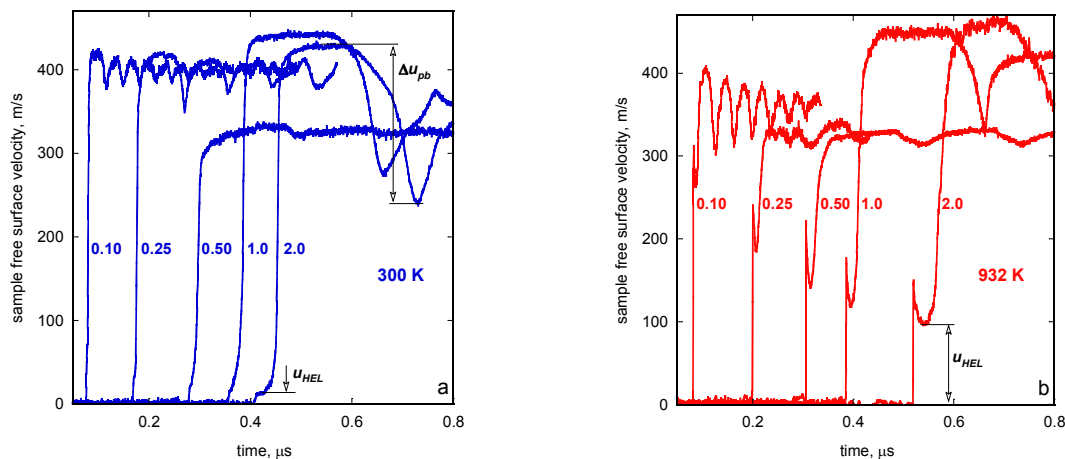 sample free surface velocity, m/s
400
300
200
100
0
Δu_pb
0.10
0.25
0.50
1.0
2.0
300 K
u_HEL
a
0.2
0.4
0.6
0.8
time, μs
sample free surface velocity, m/s
400
300
200
100
0
0.10
0.25
0.50
1.0
2.0
932 K
u_HEL
b
0.2
0.4
0.6
0.8
time, μs